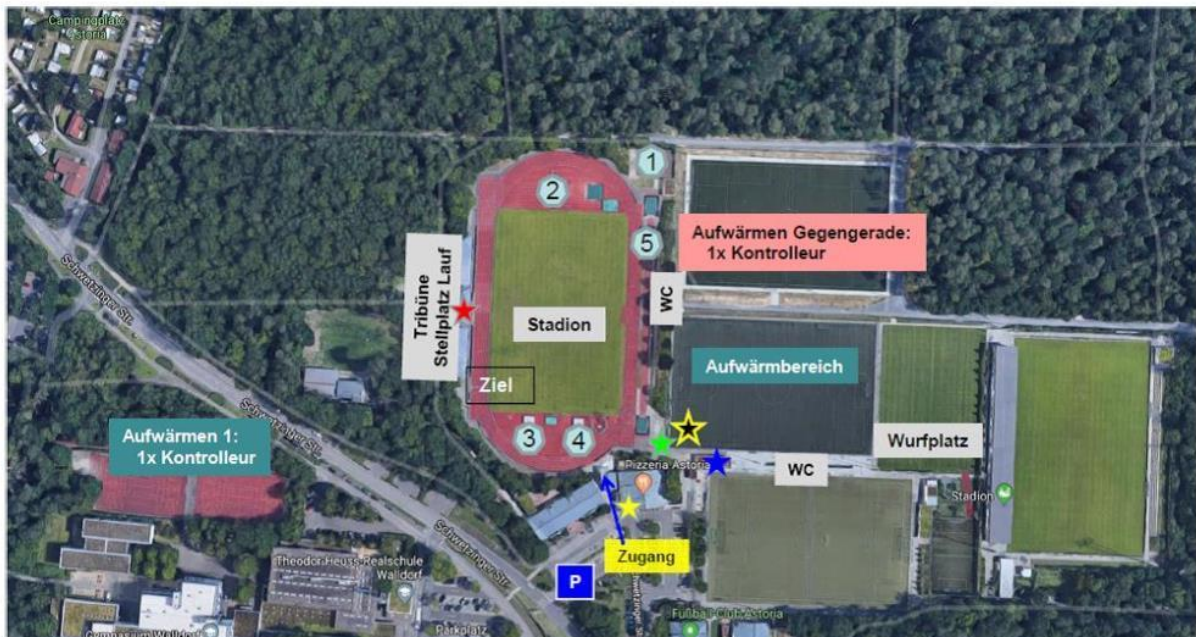 Campingplatz
Astoria
1
2
Aufwärmen Gegengerade:
1x Kontrolleur
5
Schwetzinger Str.
Tribüne
Stellplatz Lauf
WC
Stadion
Aufwärmbereich
Ziel
Schwetzinger Str.
Aufwärmen 1:
1x Kontrolleur
3
4
Wurfplatz
Pizzeria Astoria
WC
Stadion
Schwetzinger Str.
Zugang
Theodor-Heuss-Realschule
Walldorf
P
Fußball-Club Astoria
Parkplatz
Gymnasium Walldorf